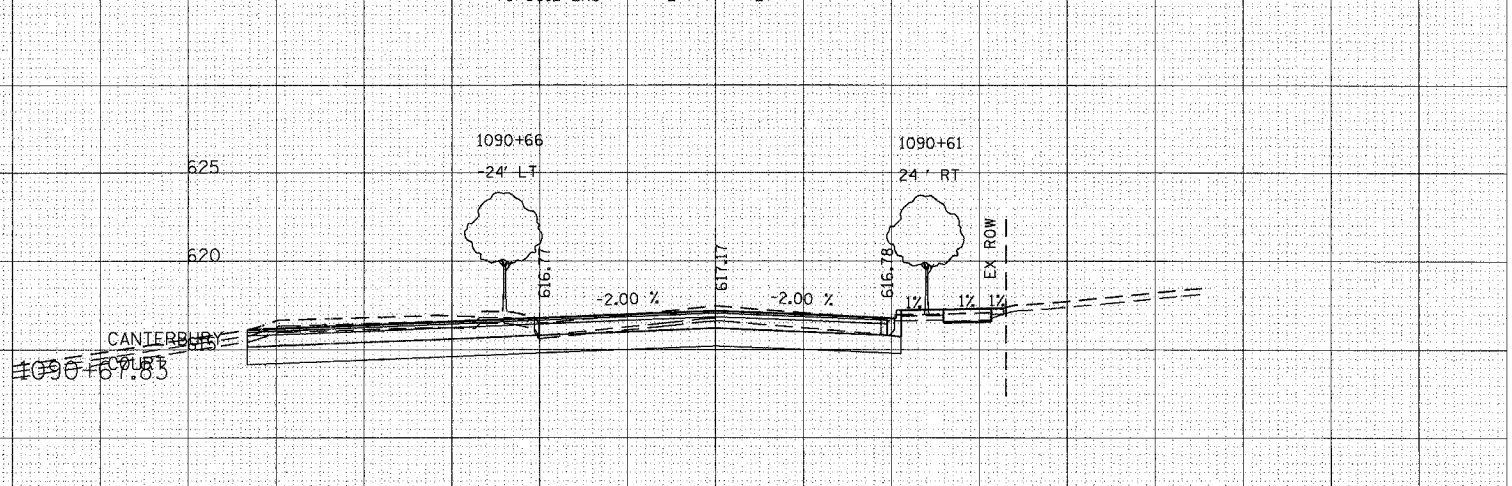 1090+66
-24' LT
1090+61
24' RT
625
620
616.77
-2.00 %
617.17
-2.00 %
616.78
1%
1%
1%
EX ROW
CANTERBURY
COURT
615
1090+67.83